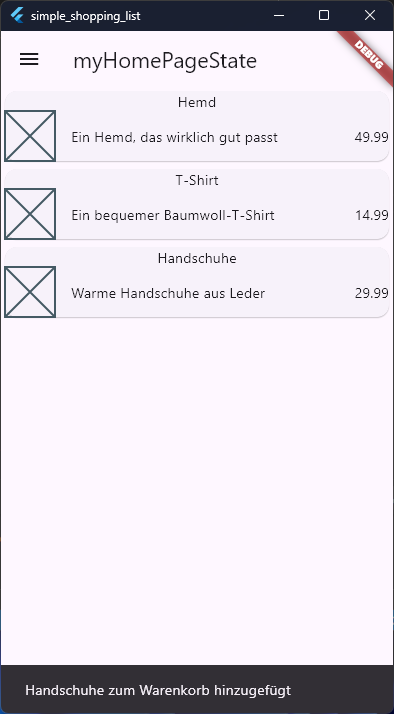 simple_shopping_list
DEBUG
myHomePageState
Hemd
Ein Hemd, das wirklich gut passt 49.99
T-Shirt
Ein bequemer Baumwoll-T-Shirt 14.99
Handschuhe
Warme Handschuhe aus Leder 29.99
Handschuhe zum Warenkorb hinzugefügt